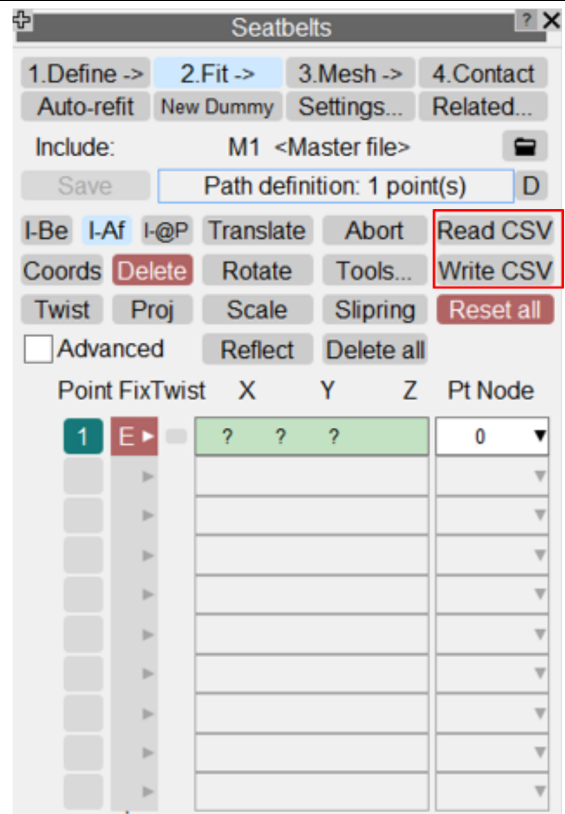 Seatbelts ? X
1.Define -> 2.Fit -> 3.Mesh -> 4.Contact
Auto-refit New Dummy Settings... Related...
Include: M1 <Master file>
Save Path definition: 1 point(s) D
I-Be I-Af I-@P Translate Abort Read CSV
Coords Delete Rotate Tools... Write CSV
Twist Proj Scale Slipring Reset all
Advanced Reflect Delete all
Point Fix Twist X Y Z Pt Node
1 E ? ? ? 0